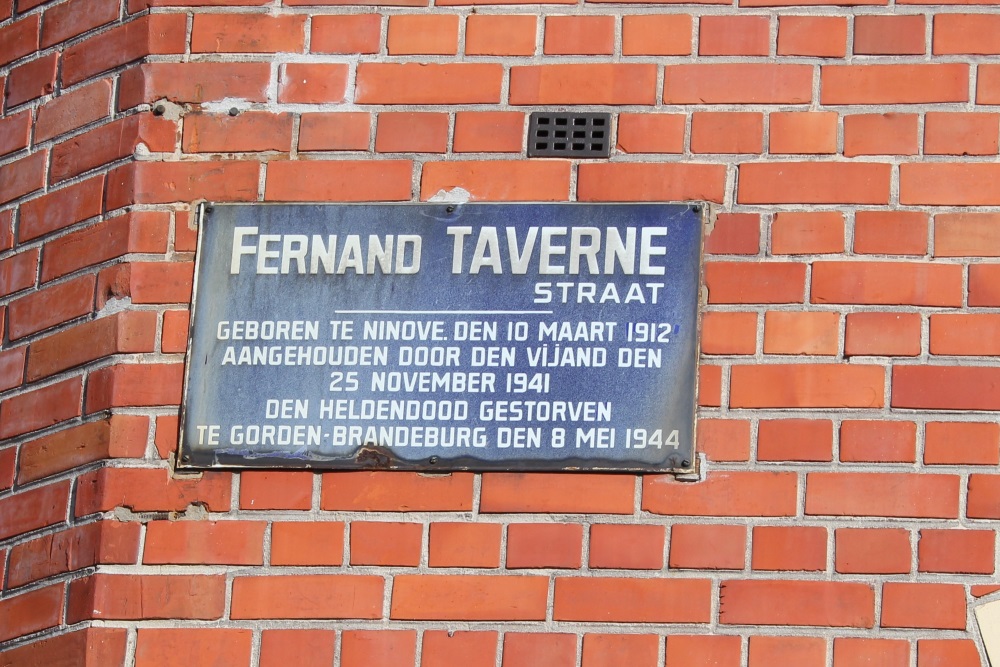 FERNAND TAVERNE
STRAAT
GEBOREN TE NINOVE. DEN 10 MAART 1912
AANGEHOUDEN DOOR DEN VIJAND DEN
25 NOVEMBER 1941
DEN HELDENDOOD GESTORVEN
TE GORDEN-BRANDEBURG DEN 8 MEI 1944